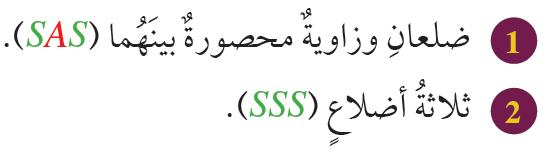 1 ضلعانِ وزاويةٌ محصورةٌ بينَهُما (SAS).
2 ثلاثةُ أضلاعٍ (SSS).